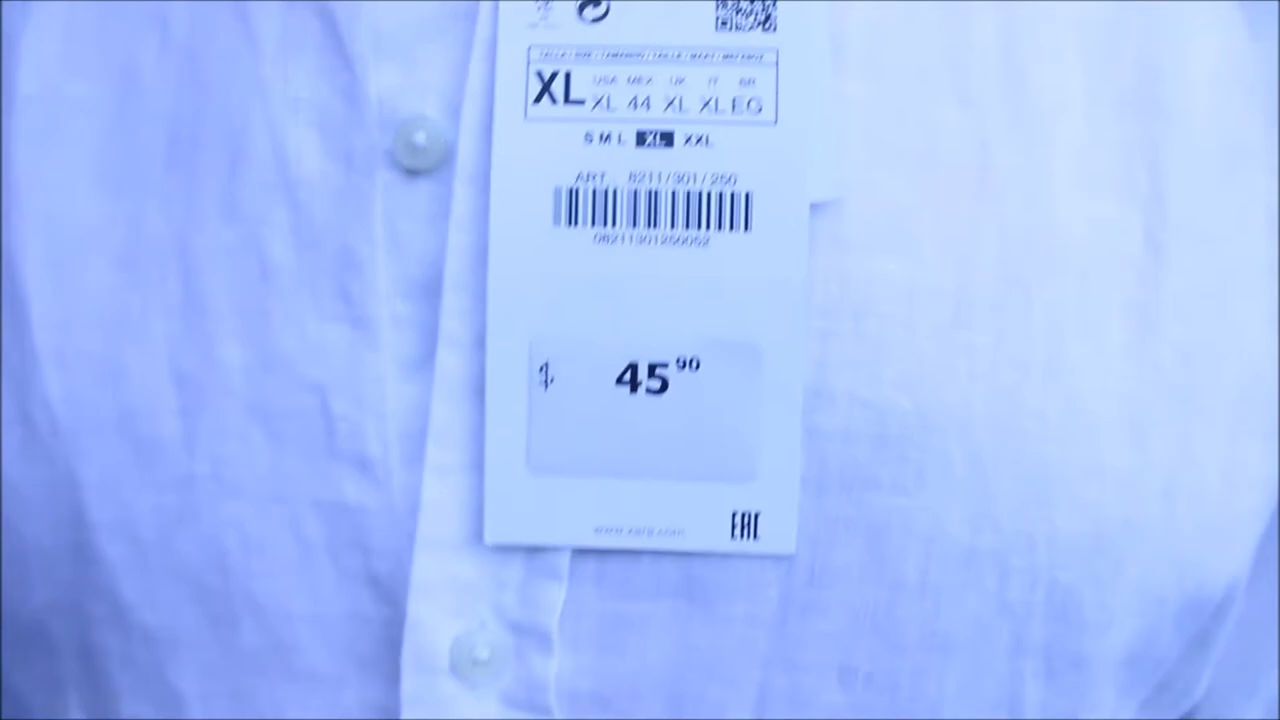 XL
USA MEX UK IT BR
XL 44 XL XL EG
S M L XL XXL
ART. 8211/301/250
$ 45 90
EAC